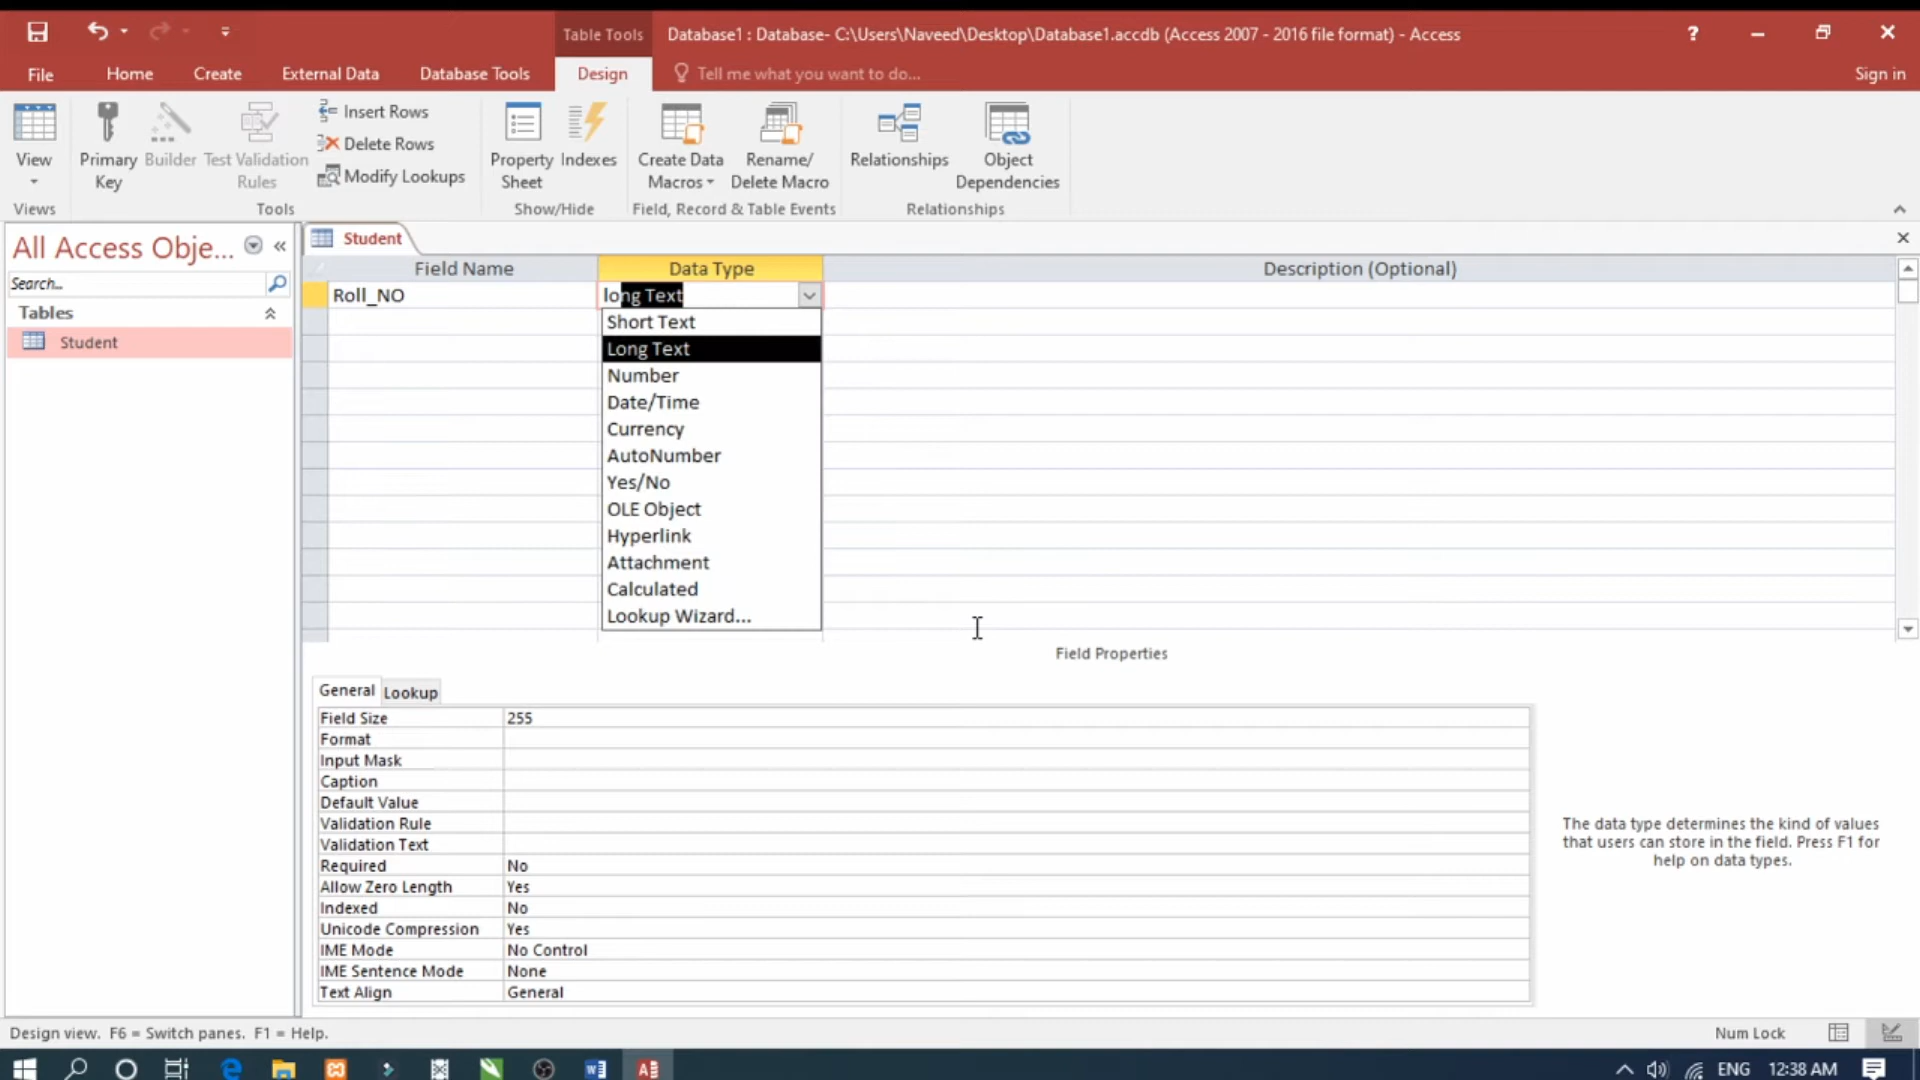 Table Tools
Database1 : Database- C:\Users\Naveed\Desktop\Database1.accdb (Access 2007 - 2016 file format) - Access
?
File
Home
Create
External Data
Database Tools
Design
Tell me what you want to do...
Sign in
View
Primary Key
Builder
Test Validation Rules
Insert Rows
Delete Rows
Modify Lookups
Property Sheet
Indexes
Create Data Macros
Rename/ Delete Macro
Relationships
Object Dependencies
Views
Tools
Show/Hide
Field, Record & Table Events
Relationships
All Access Obje...
Search...
Tables
Student
Student
Field Name
Data Type
Description (Optional)
Roll_NO
long Text
Short Text
Long Text
Number
Date/Time
Currency
AutoNumber
Yes/No
OLE Object
Hyperlink
Attachment
Calculated
Lookup Wizard...
Field Properties
General
Lookup
Field Size 255
Format
Input Mask
Caption
Default Value
Validation Rule
Validation Text
Required No
Allow Zero Length Yes
Indexed No
Unicode Compression Yes
IME Mode No Control
IME Sentence Mode None
Text Align General
The data type determines the kind of values
that users can store in the field. Press F1 for
help on data types.
Design view. F6 = Switch panes. F1 = Help.
Num Lock
ENG
12:38 AM